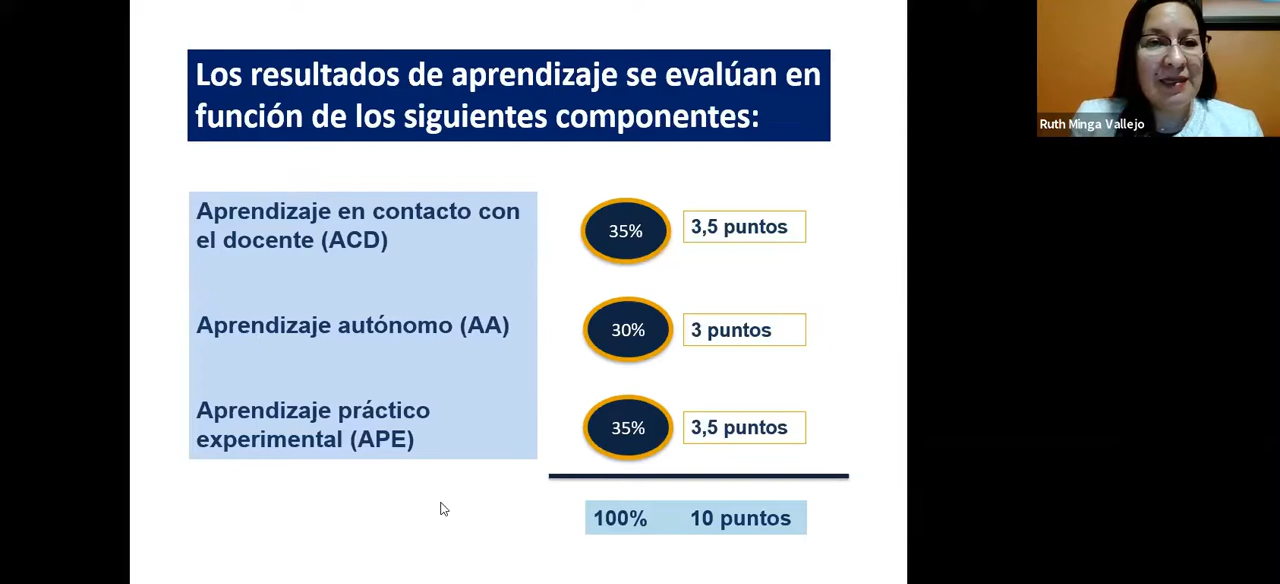 Los resultados de aprendizaje se evalúan en
función de los siguientes componentes:
Ruth Minga Vallejo
Aprendizaje en contacto con
el docente (ACD)
35%
3,5 puntos
Aprendizaje autónomo (AA)
30%
3 puntos
Aprendizaje práctico
experimental (APE)
35%
3,5 puntos
100%
10 puntos